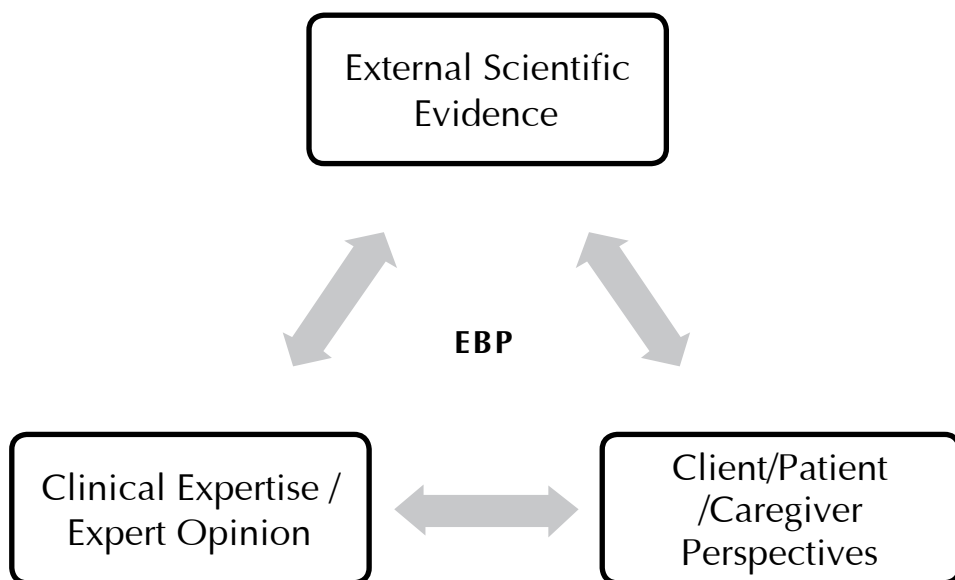 External Scientific
Evidence
EBP
Clinical Expertise /
Expert Opinion
Client/Patient
/Caregiver
Perspectives